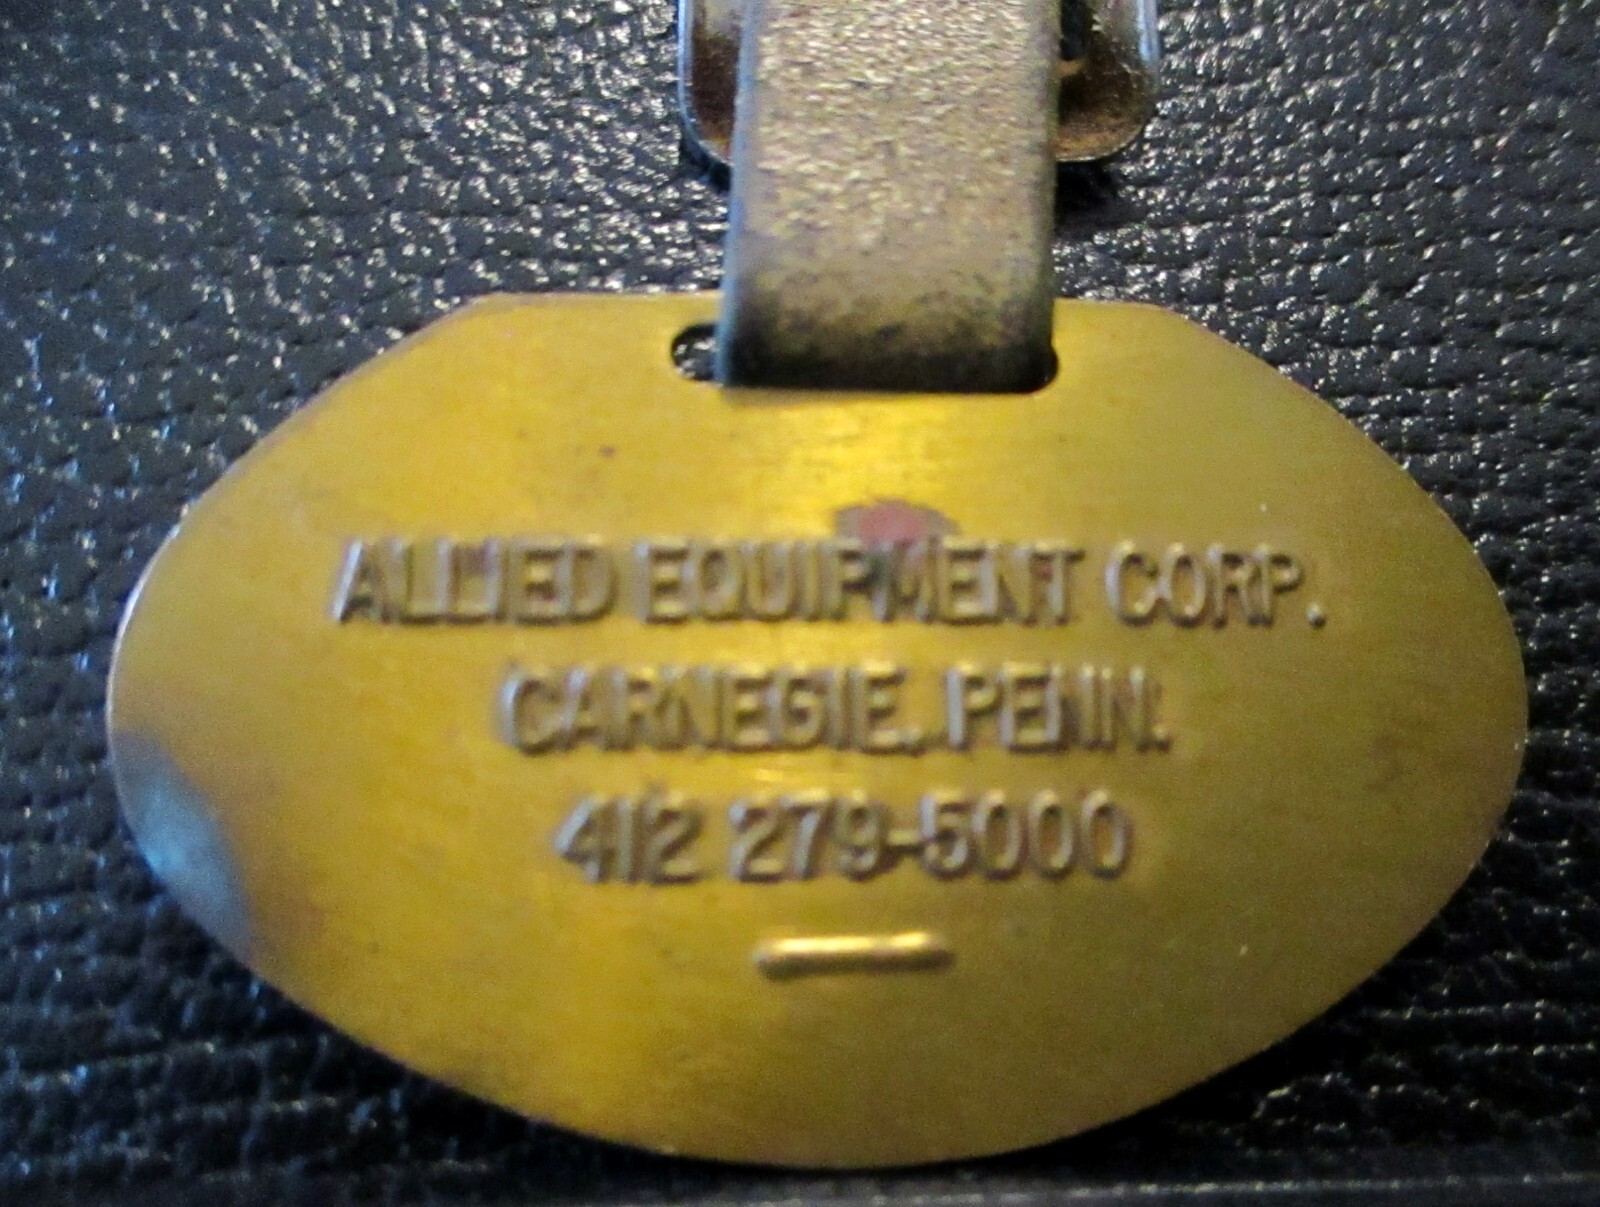 ALLIED EQUIPMENT CORP.
CARNEGIE, PENN.
412 279-5000